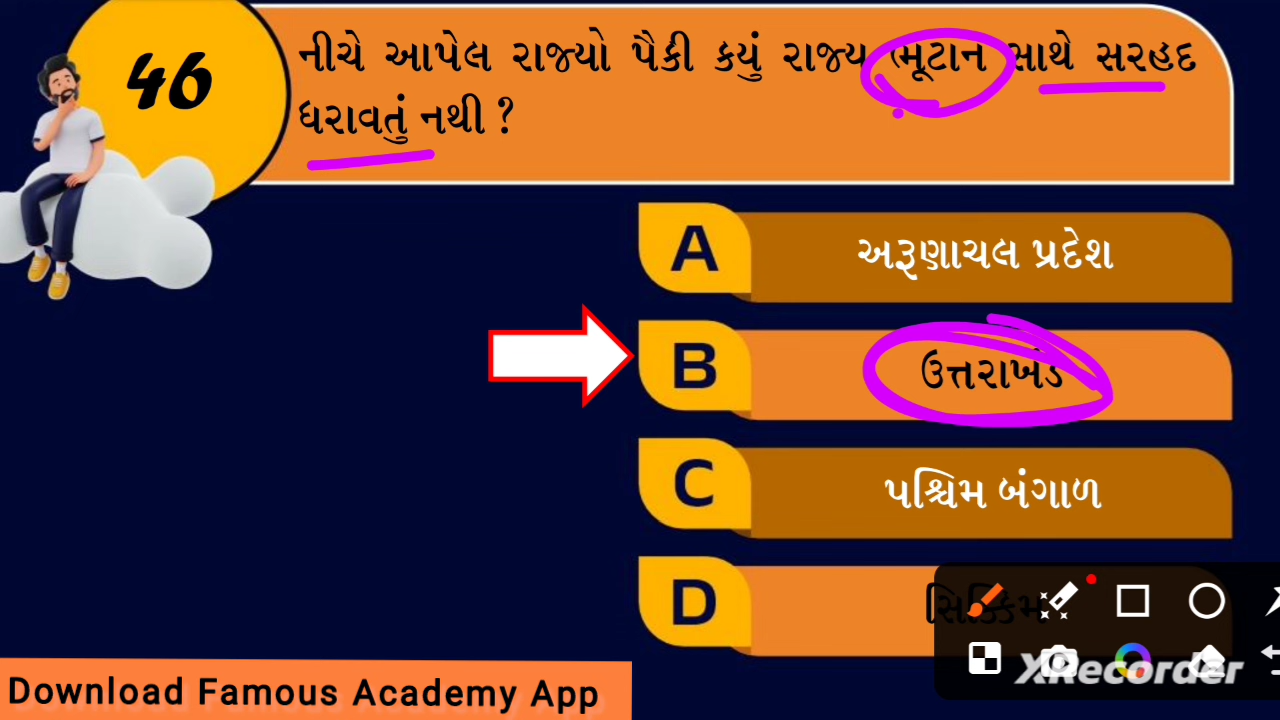 46
નીચે આપેલ રાજ્યો પૈકી કયું રાજ્ય ભૂટાન સાથે સરહદ
ધરાવતું નથી ?
A
અરૂણાચલ પ્રદેશ
B
ઉત્તરાખંડ
C
પશ્ચિમ બંગાળ
D
સિક્કિમ
XRecorder
Download Famous Academy App